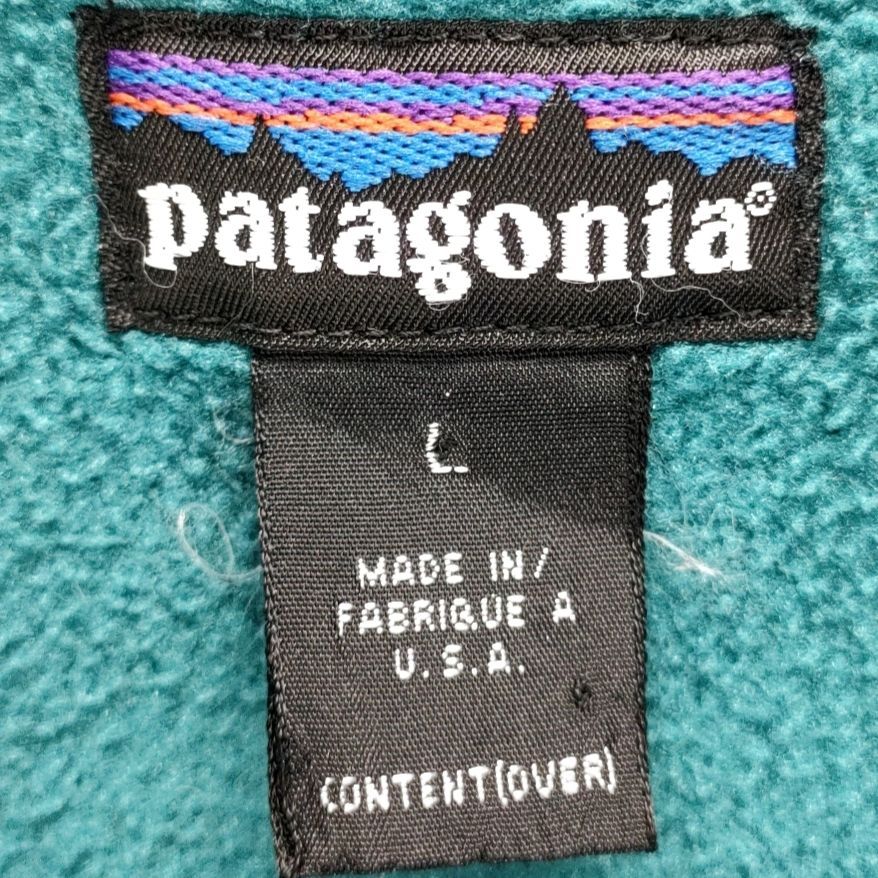 patagonia®
L
MADE IN/
FABRIQUE A
U.S.A.
CONTENT(OVER)